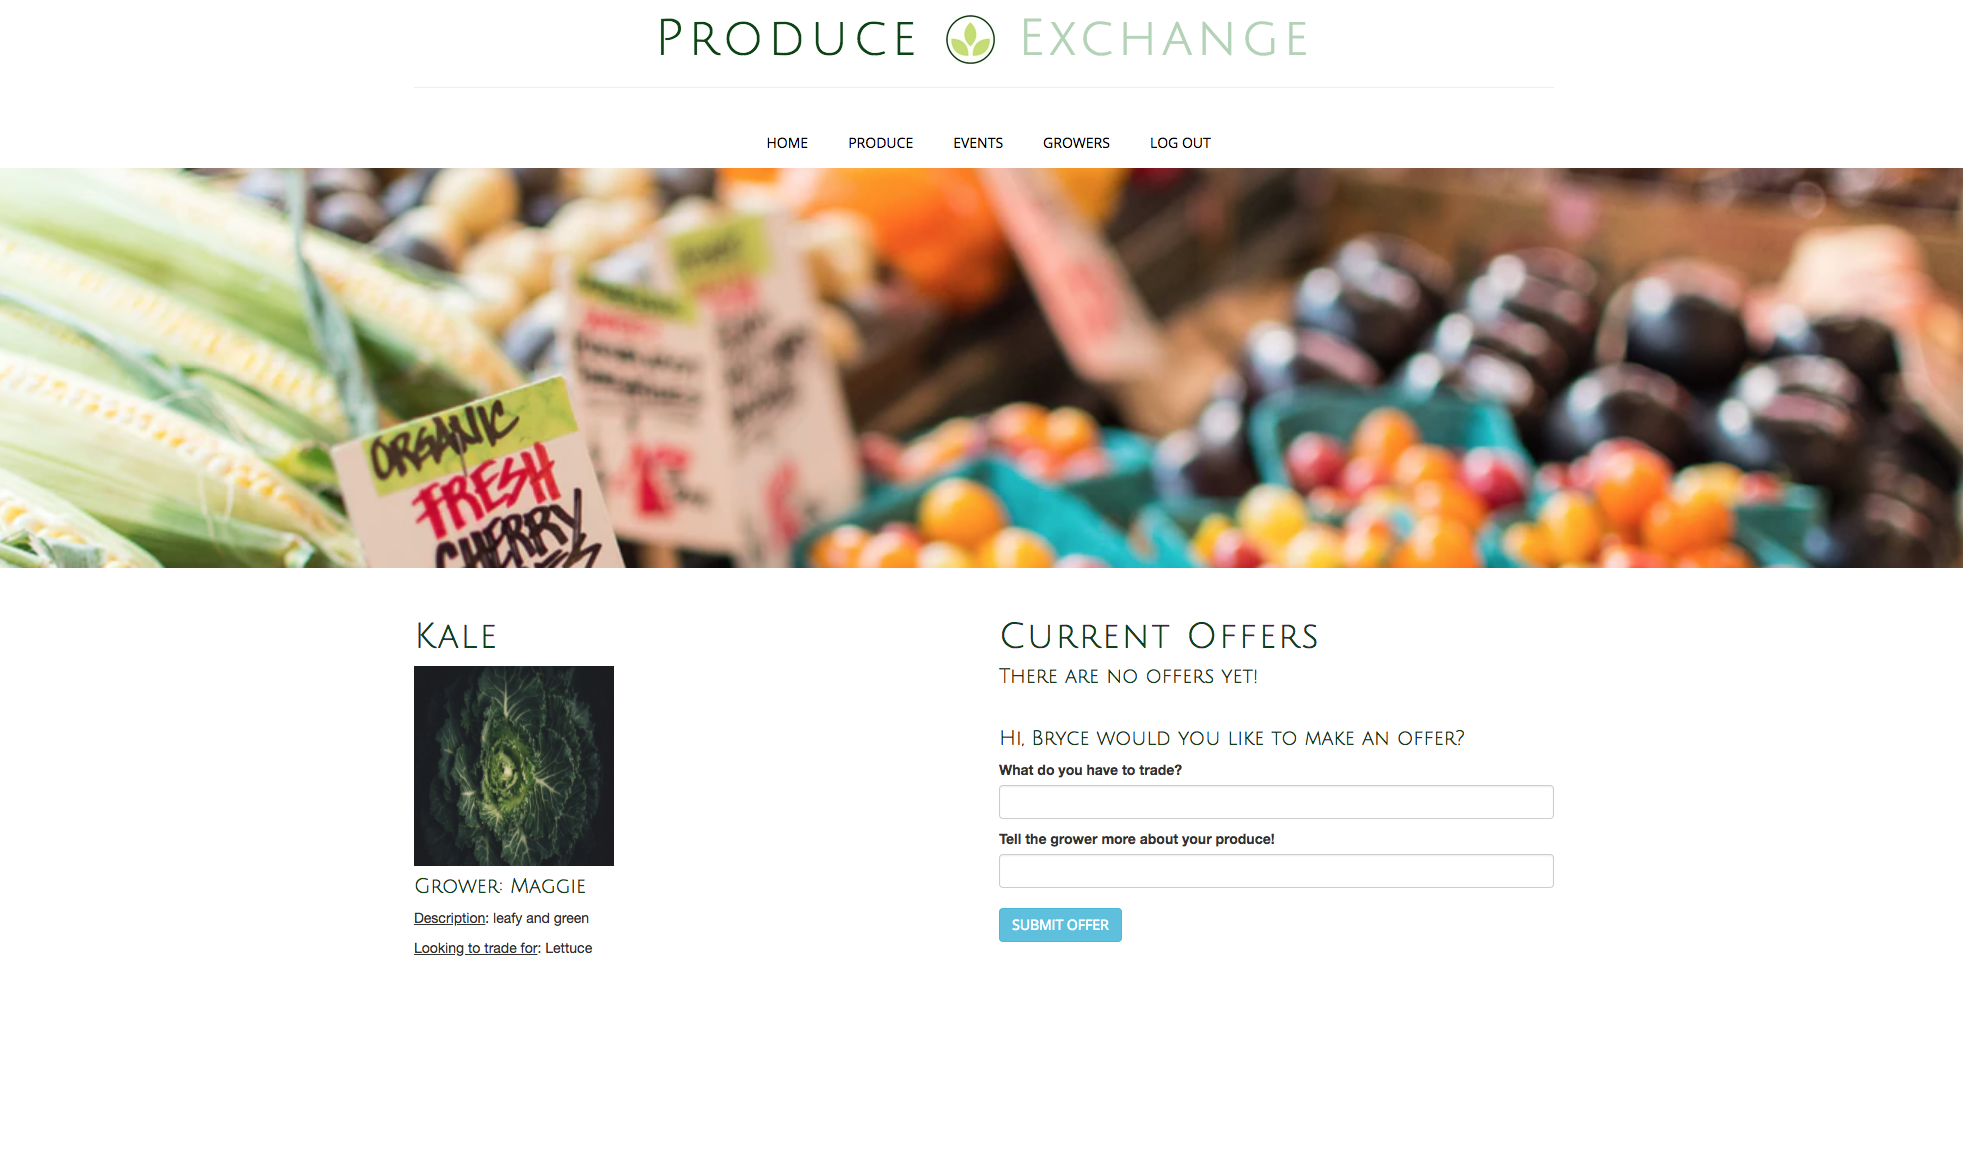 PRODUCE EXCHANGE
HOME PRODUCE EVENTS GROWERS LOG OUT
ORGANIC
FRESH
CHERRY
KALE
GROWER: MAGGIE
Description: leafy and green
Looking to trade for: Lettuce
CURRENT OFFERS
THERE ARE NO OFFERS YET!
HI, BRYCE WOULD YOU LIKE TO MAKE AN OFFER?
What do you have to trade?
Tell the grower more about your produce!
SUBMIT OFFER